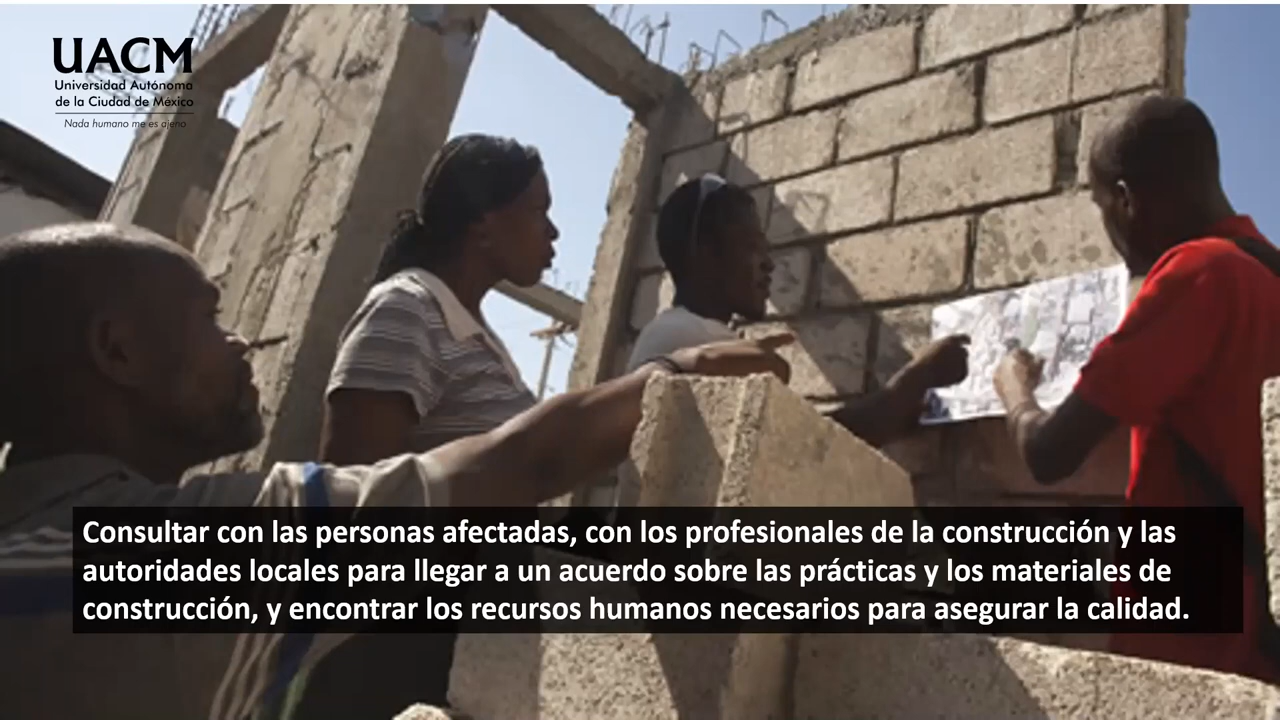 UACM
Universidad Autónoma
de la Ciudad de México
Nada humano me es ajeno
Consultar con las personas afectadas, con los profesionales de la construcción y las
autoridades locales para llegar a un acuerdo sobre las prácticas y los materiales de
construcción, y encontrar los recursos humanos necesarios para asegurar la calidad.